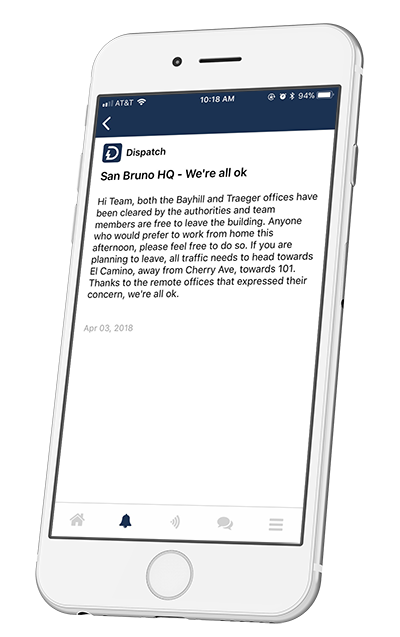 AT&T 10:18 AM 94%
Dispatch
San Bruno HQ - We're all ok
Hi Team, both the Bayhill and Traeger offices have
been cleared by the authorities and team
members are free to leave the building. Anyone
who would prefer to work from home this
afternoon, please feel free to do so. If you are
planning to leave, all traffic needs to head towards
El Camino, away from Cherry Ave, towards 101.
Thanks to the remote offices that expressed their
concern, we're all ok.
Apr 03, 2018